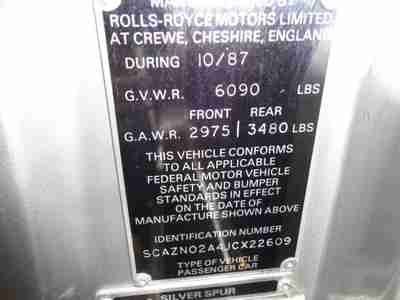 ROLLS-ROYCE MOTORS LIMITED
AT CREWE, CHESHIRE, ENGLAND
DURING 10/87
G.V.W.R. 6090 LBS
FRONT REAR
G.A.W.R. 2975 | 3480 LBS
THIS VEHICLE CONFORMS
TO ALL APPLICABLE
FEDERAL MOTOR VEHICLE
SAFETY AND BUMPER
STANDARDS IN EFFECT
ON THE DATE OF
MANUFACTURE SHOWN ABOVE
IDENTIFICATION NUMBER
SCAZN02A4JCX22609
TYPE OF VEHICLE
PASSENGER CAR
SILVER SPUR